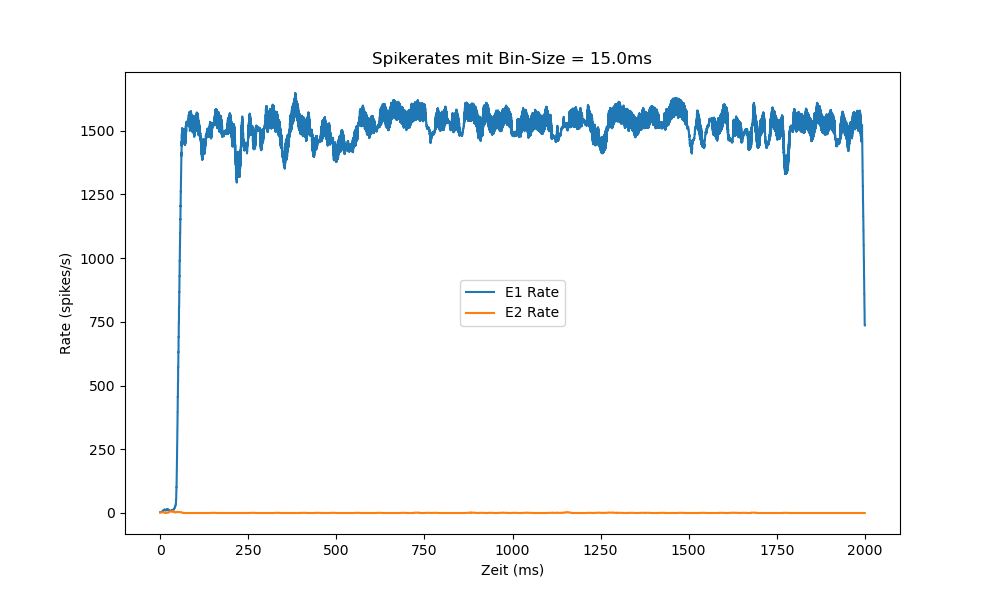 Spikerates mit Bin-Size = 15.0ms
Rate (spikes/s)
1500
1250
1000
750
500
250
0
E1 Rate
E2 Rate
0 250 500 750 1000 1250 1500 1750 2000
Zeit (ms)